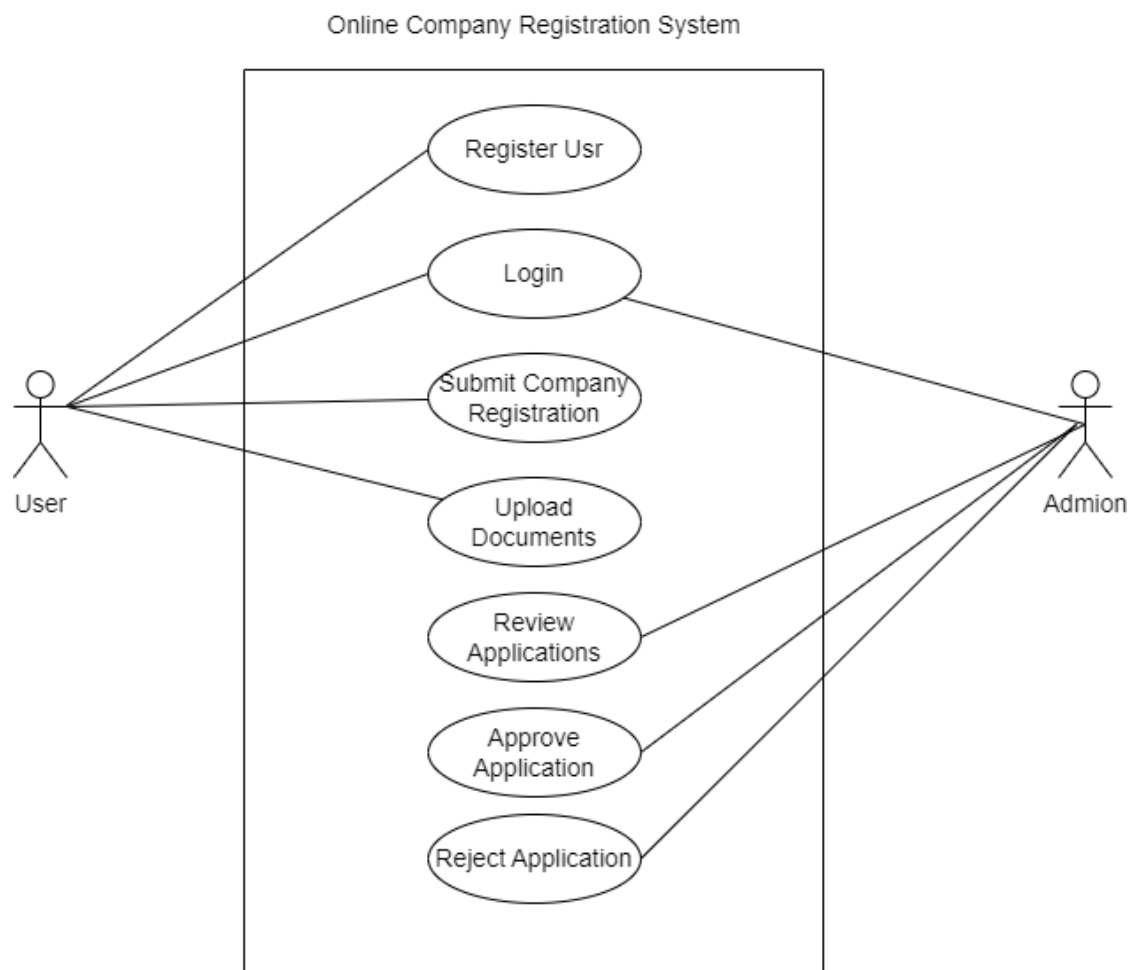 Online Company Registration System
Register Usr
Login
Submit Company
Registration
User
Admion
Upload
Documents
Review
Applications
Approve
Application
Reject Application